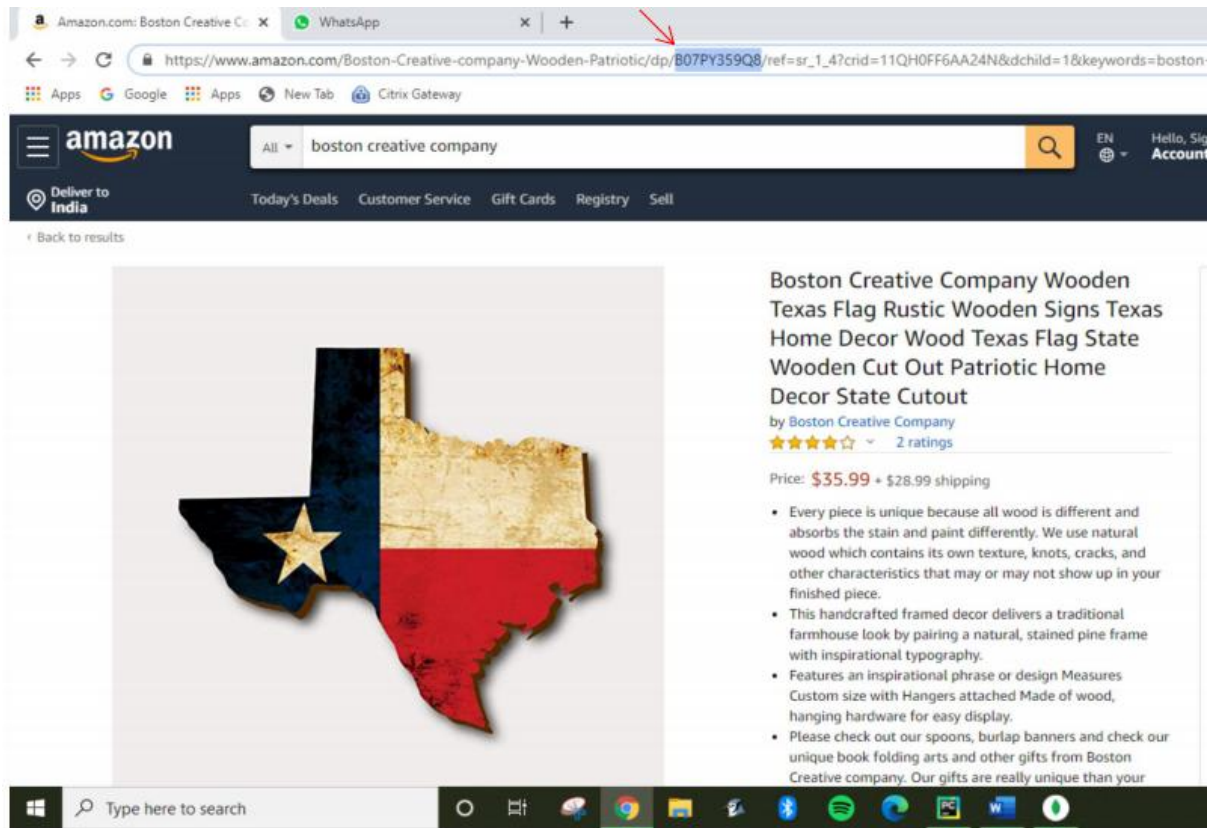 Amazon.com: Boston Creative Co
WhatsApp
https://www.amazon.com/Boston-Creative-company-Wooden-Patriotic/dp/B07PY359Q8/ref=sr_1_4?crid=11QH0FF6AA24N&dchild=1&keywords=boston-
Apps Google Apps New Tab Citrix Gateway
amazon All boston creative company EN Hello, Sig
Account
Deliver to
India
Today's Deals Customer Service Gift Cards Registry Sell
‹ Back to results
Boston Creative Company Wooden
Texas Flag Rustic Wooden Signs Texas
Home Decor Wood Texas Flag State
Wooden Cut Out Patriotic Home
Decor State Cutout
by Boston Creative Company
2 ratings
Price: $35.99 + $28.99 shipping
• Every piece is unique because all wood is different and
absorbs the stain and paint differently. We use natural
wood which contains its own texture, knots, cracks, and
other characteristics that may or may not show up in your
finished piece.
• This handcrafted framed decor delivers a traditional
farmhouse look by pairing a natural, stained pine frame
with inspirational typography.
• Features an inspirational phrase or design Measures
Custom size with Hangers attached Made of wood,
hanging hardware for easy display.
• Please check out our spoons, burlap banners and check our
unique book folding arts and other gifts from Boston
Creative company. Our gifts are really unique than your
Type here to search